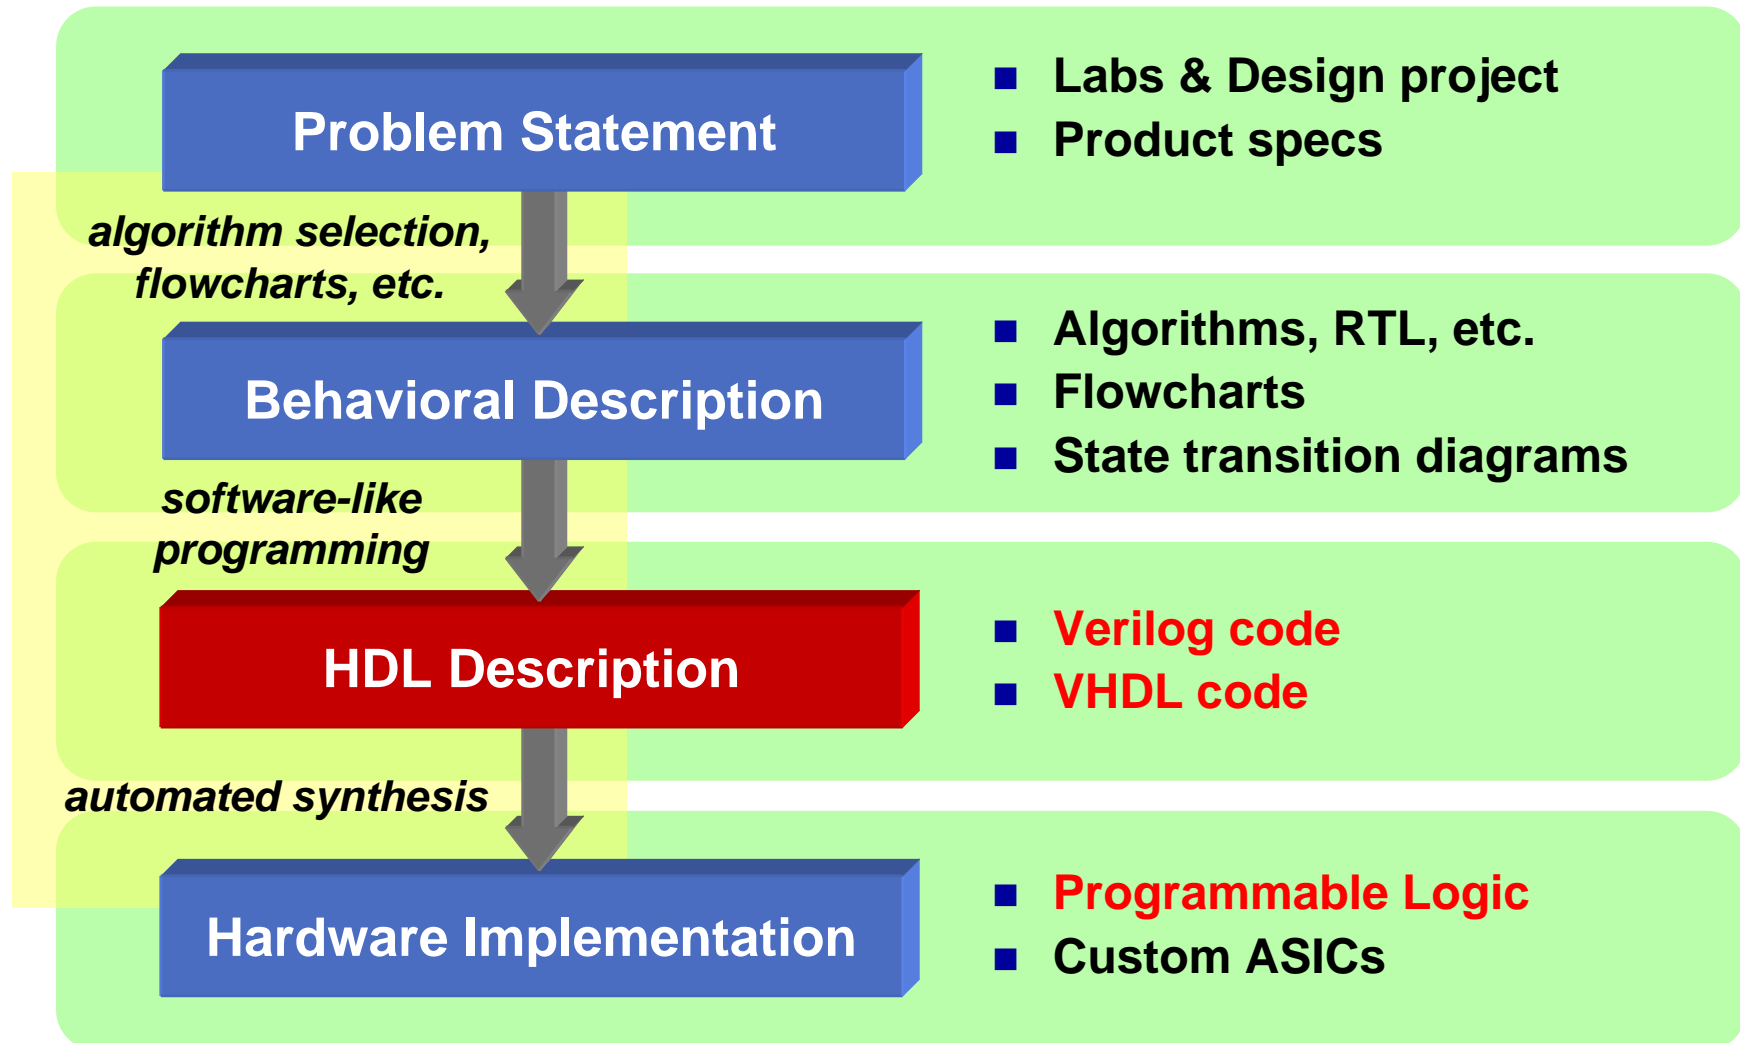 Problem Statement
Labs & Design project
Product specs
algorithm selection,
flowcharts, etc.
Behavioral Description
Algorithms, RTL, etc.
Flowcharts
State transition diagrams
software-like
programming
HDL Description
Verilog code
VHDL code
automated synthesis
Hardware Implementation
Programmable Logic
Custom ASICs